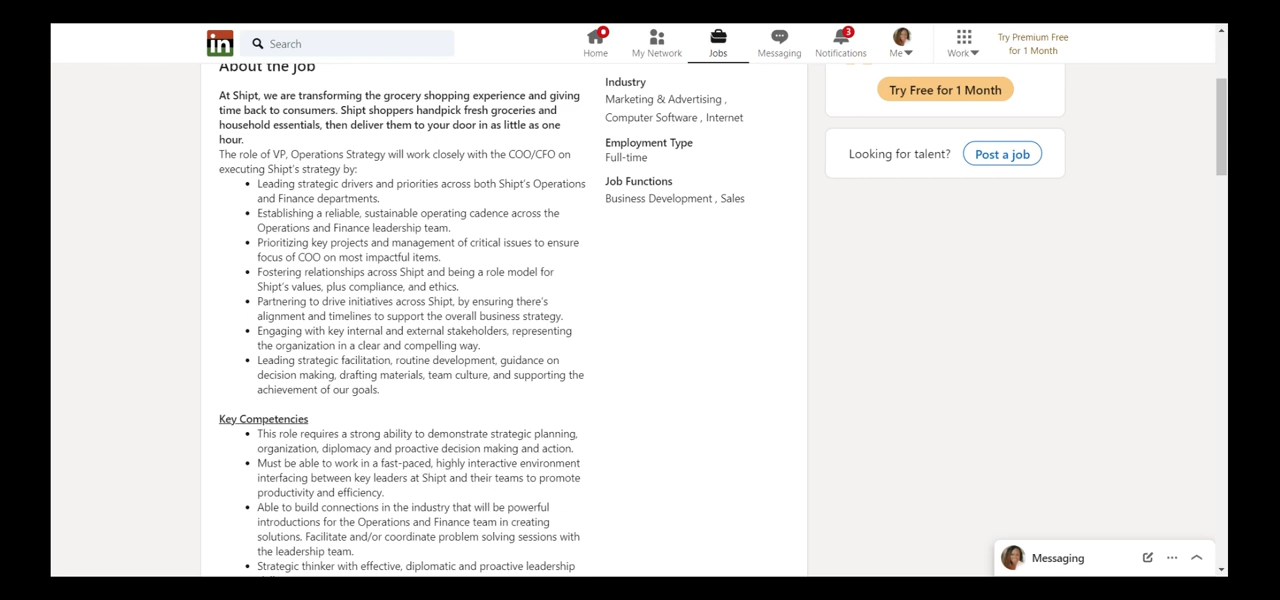 in
Search
Home
My Network
Jobs
Messaging
3
Notifications
Me
Work
Try Premium Free
for 1 Month
About the job
At Shipt, we are transforming the grocery shopping experience and giving
time back to consumers. Shipt shoppers handpick fresh groceries and
household essentials, then deliver them to your door in as little as one
hour.
The role of VP, Operations Strategy will work closely with the COO/CFO on
executing Shipt's strategy by:
• Leading strategic drivers and priorities across both Shipt's Operations
and Finance departments.
• Establishing a reliable, sustainable operating cadence across the
Operations and Finance leadership team.
• Prioritizing key projects and management of critical issues to ensure
focus of COO on most impactful items.
• Fostering relationships across Shipt and being a role model for
Shipt's values, plus compliance, and ethics.
• Partnering to drive initiatives across Shipt, by ensuring there's
alignment and timelines to support the overall business strategy.
• Engaging with key internal and external stakeholders, representing
the organization in a clear and compelling way.
• Leading strategic facilitation, routine development, guidance on
decision making, drafting materials, team culture, and supporting the
achievement of our goals.
Key Competencies
• This role requires a strong ability to demonstrate strategic planning,
organization, diplomacy and proactive decision making and action.
• Must be able to work in a fast-paced, highly interactive environment
interfacing between key leaders at Shipt and their teams to promote
productivity and efficiency.
• Able to build connections in the industry that will be powerful
introductions for the Operations and Finance team in creating
solutions. Facilitate and/or coordinate problem solving sessions with
the leadership team.
• Strategic thinker with effective, diplomatic and proactive leadership
Industry
Marketing & Advertising ,
Computer Software , Internet
Employment Type
Full-time
Job Functions
Business Development , Sales
Try Free for 1 Month
Looking for talent?
Post a job
Messaging